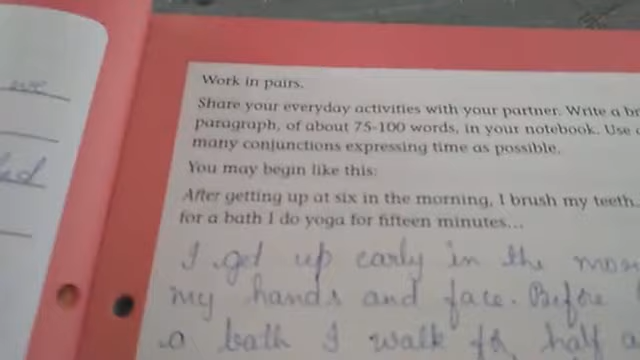 Work in pairs.
Share your everyday activities with your partner. Write a br
paragraph, of about 75-100 words, in your notebook. Use
many conjunctions expressing time as possible.
You may begin like this:
After getting up at six in the morning, I brush my teeth.
for a bath I do yoga for fifteen minutes...
I get up early in the
my hands and face. Before
a bath I walk for half a